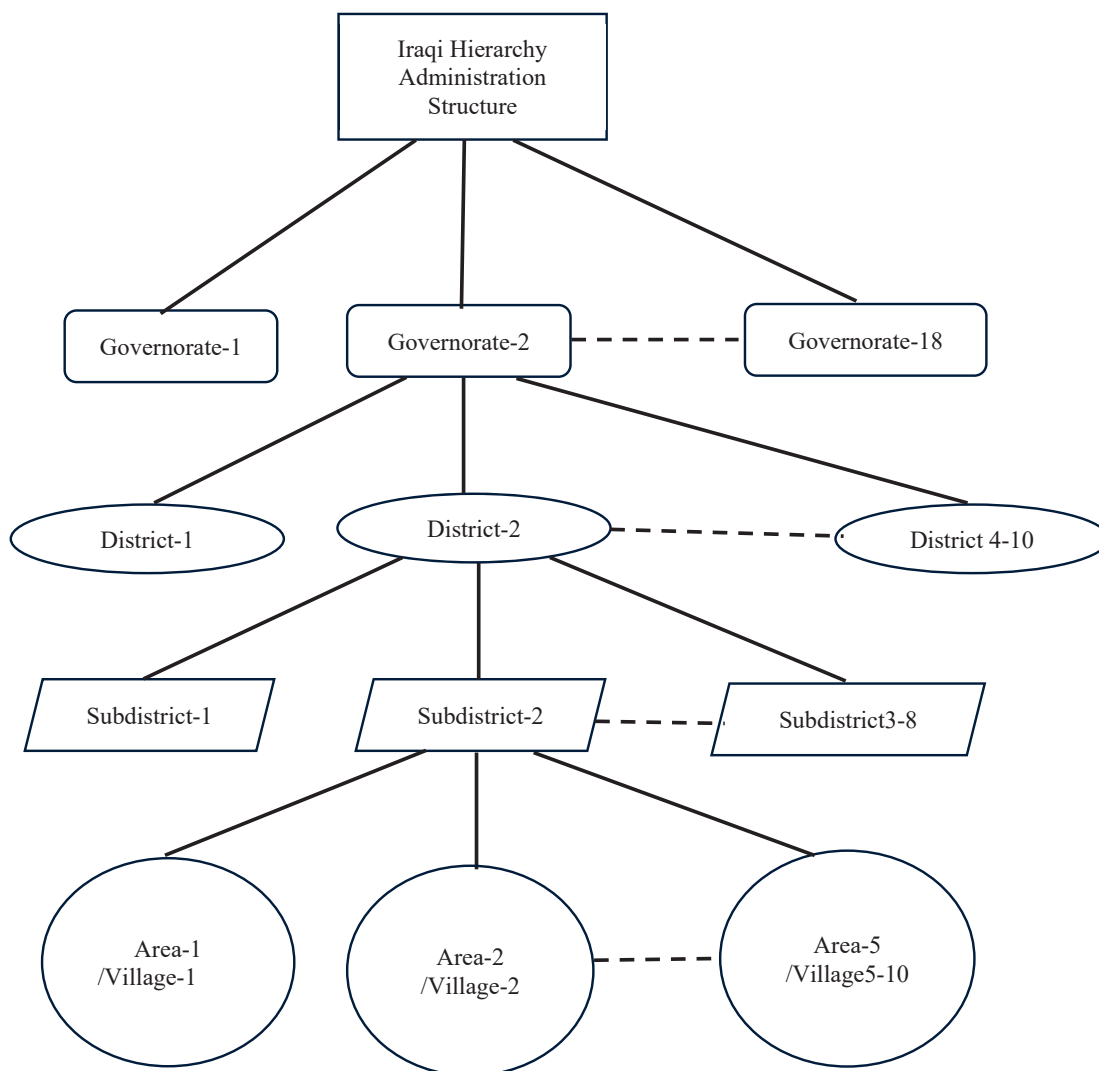 Iraqi Hierarchy
Administration
Structure
Governorate-1
Governorate-2
Governorate-18
District-1
District-2
District 4-10
Subdistrict-1
Subdistrict-2
Subdistrict3-8
Area-1
/Village-1
Area-2
/Village-2
Area-5
/Village5-10